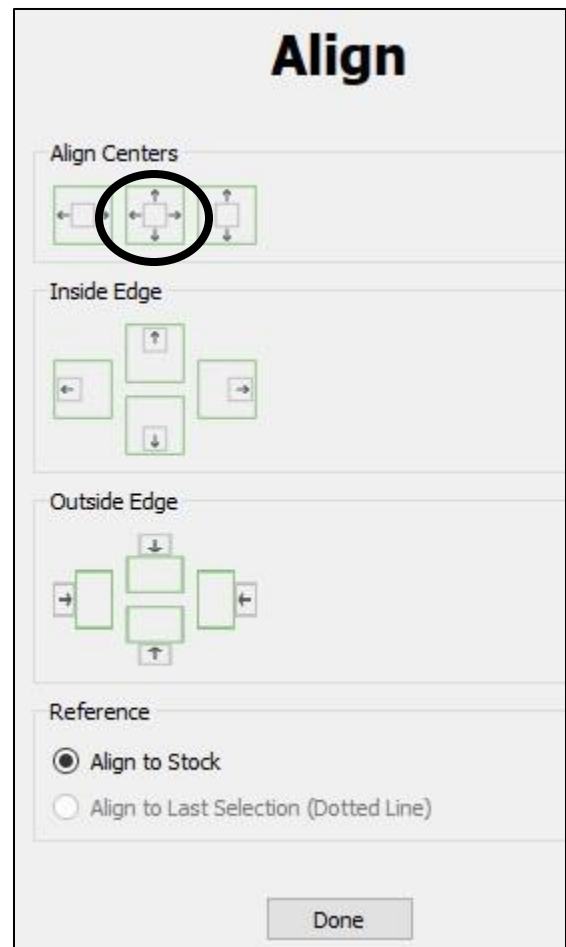 Align
Align Centers
Inside Edge
Outside Edge
Reference
Align to Stock
Align to Last Selection (Dotted Line)
Done